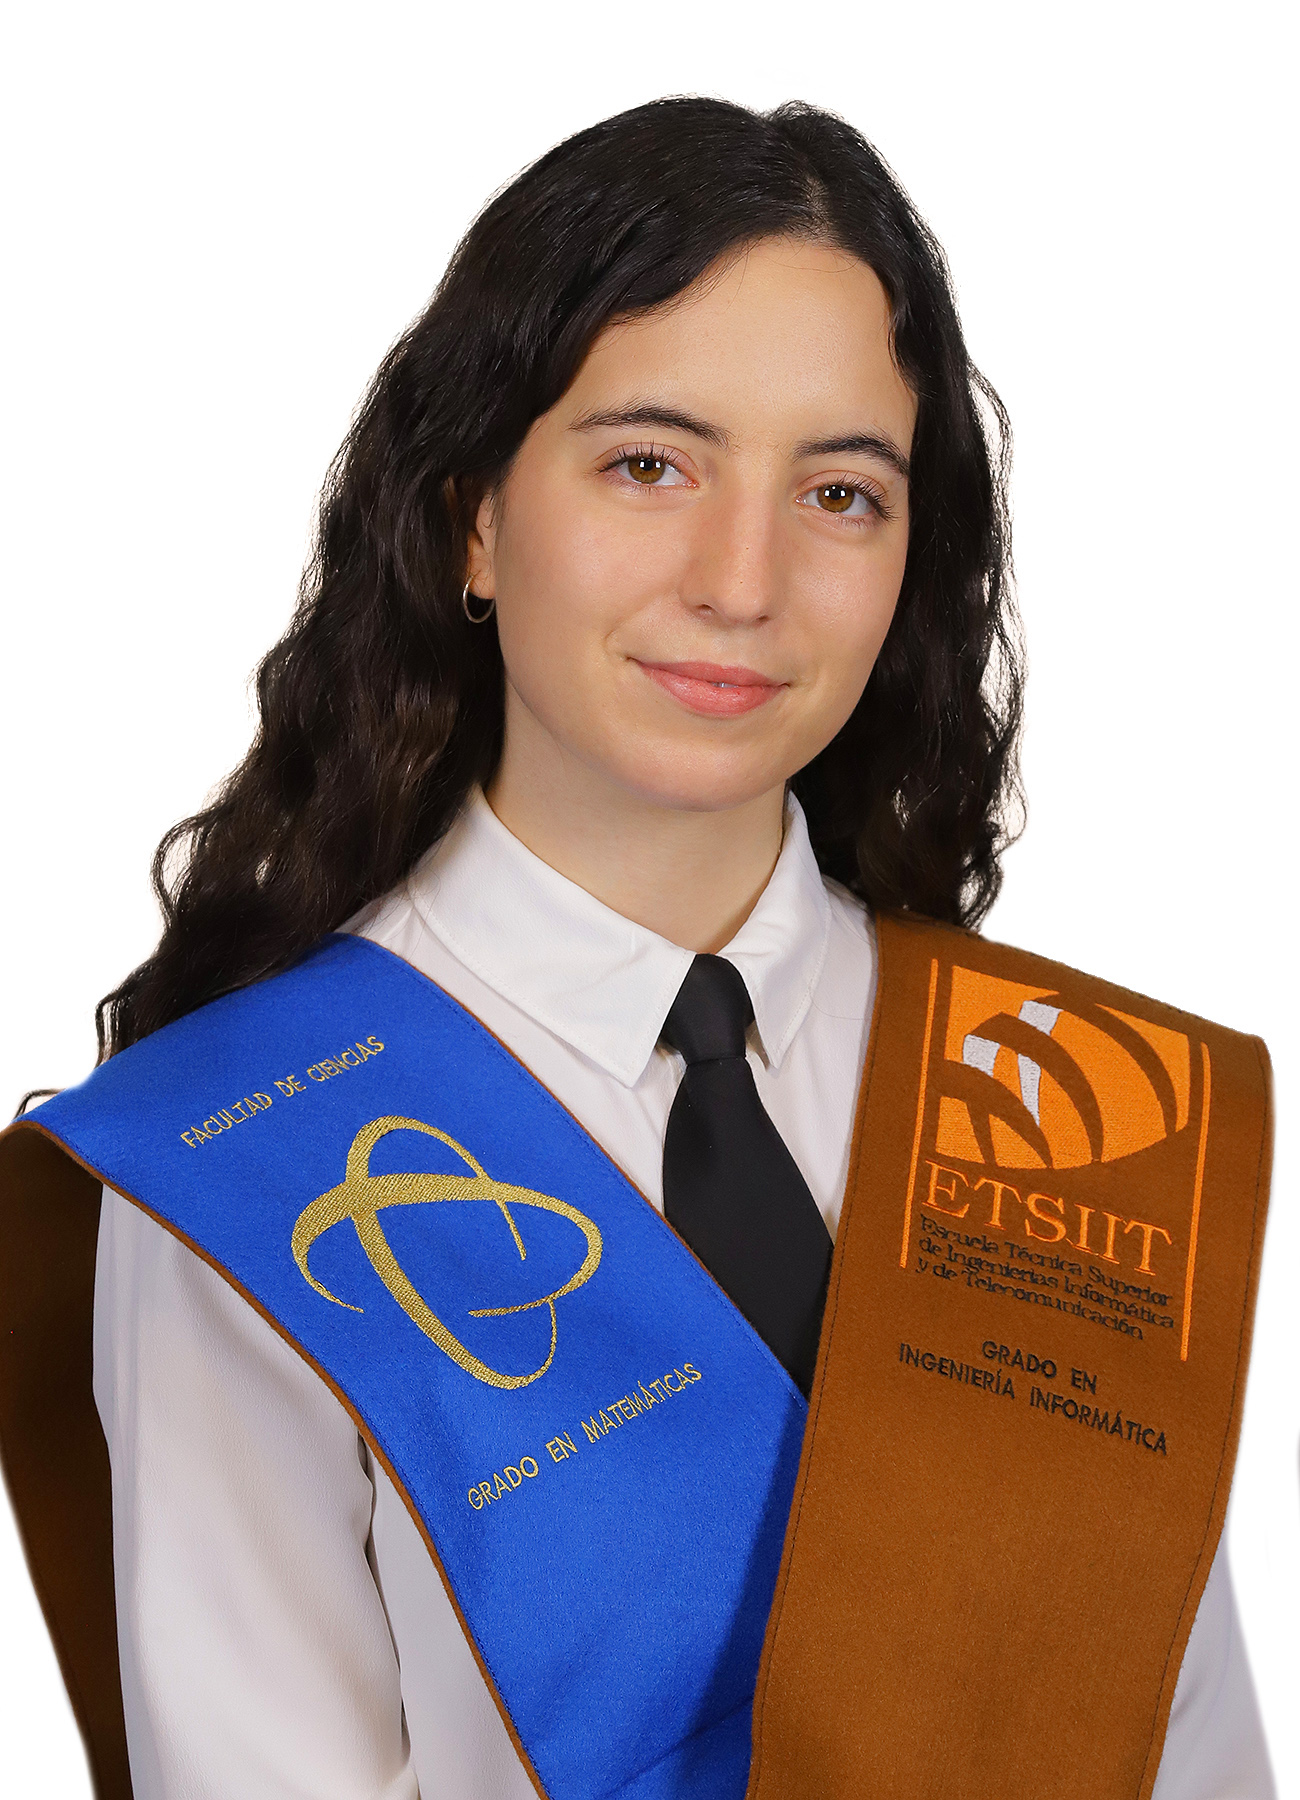 FACULTAD DE CIENCIAS
GRADO EN MATEMÁTICAS
ETSIIT
Escuela Técnica Superior
de Ingenierías Informática
y de Telecomunicación
GRADO EN
INGENIERÍA INFORMÁTICA